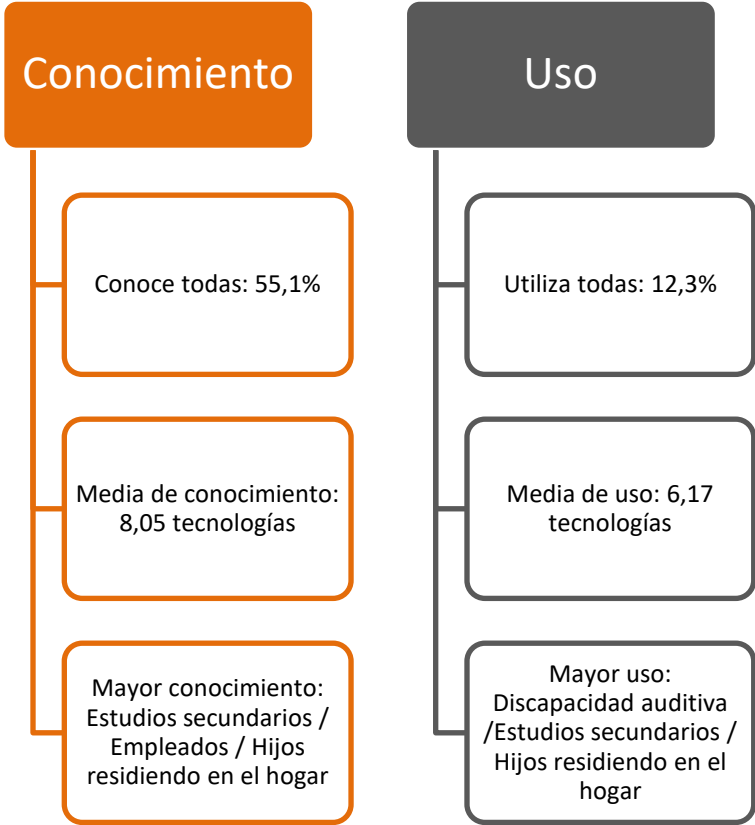 Conocimiento
Conoce todas: 55,1%
Media de conocimiento:
8,05 tecnologías
Mayor conocimiento:
Estudios secundarios /
Empleados / Hijos
residiendo en el hogar
Uso
Utiliza todas: 12,3%
Media de uso: 6,17
tecnologías
Mayor uso:
Discapacidad auditiva
/Estudios secundarios /
Hijos residiendo en el
hogar